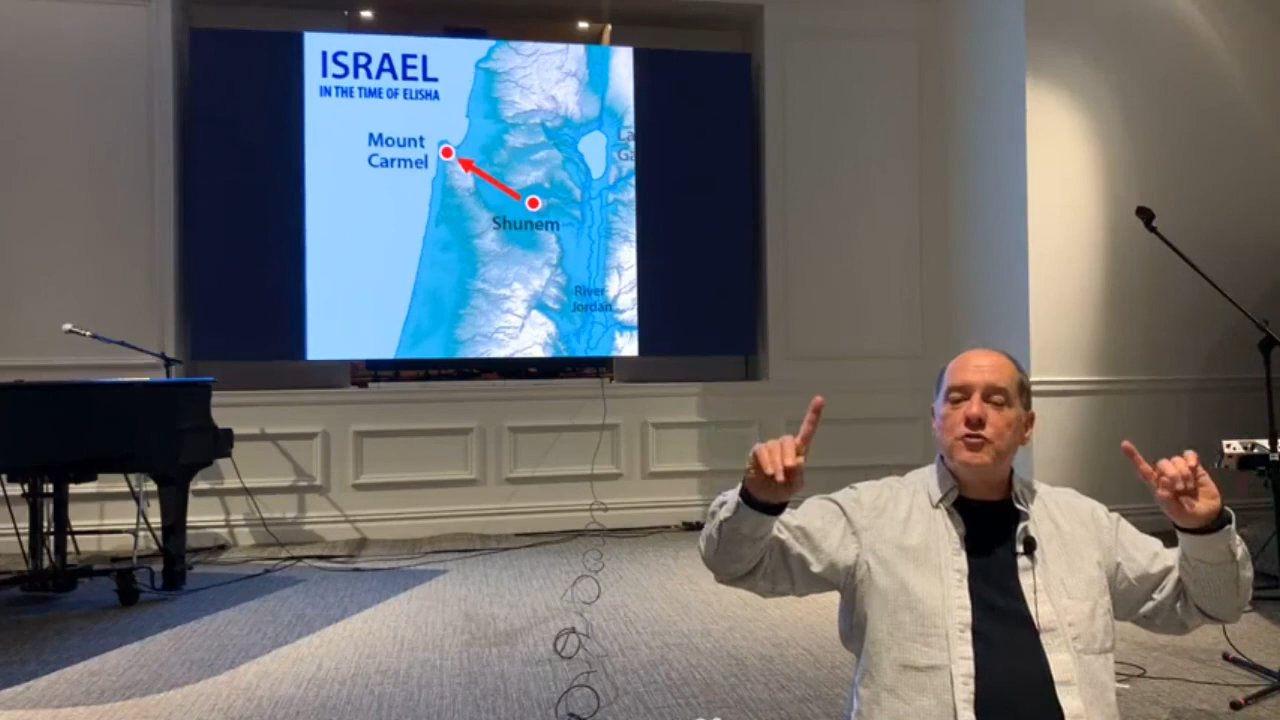 ISRAEL
IN THE TIME OF ELISHA
Mount
Carmel
Shunem
River
Jordan